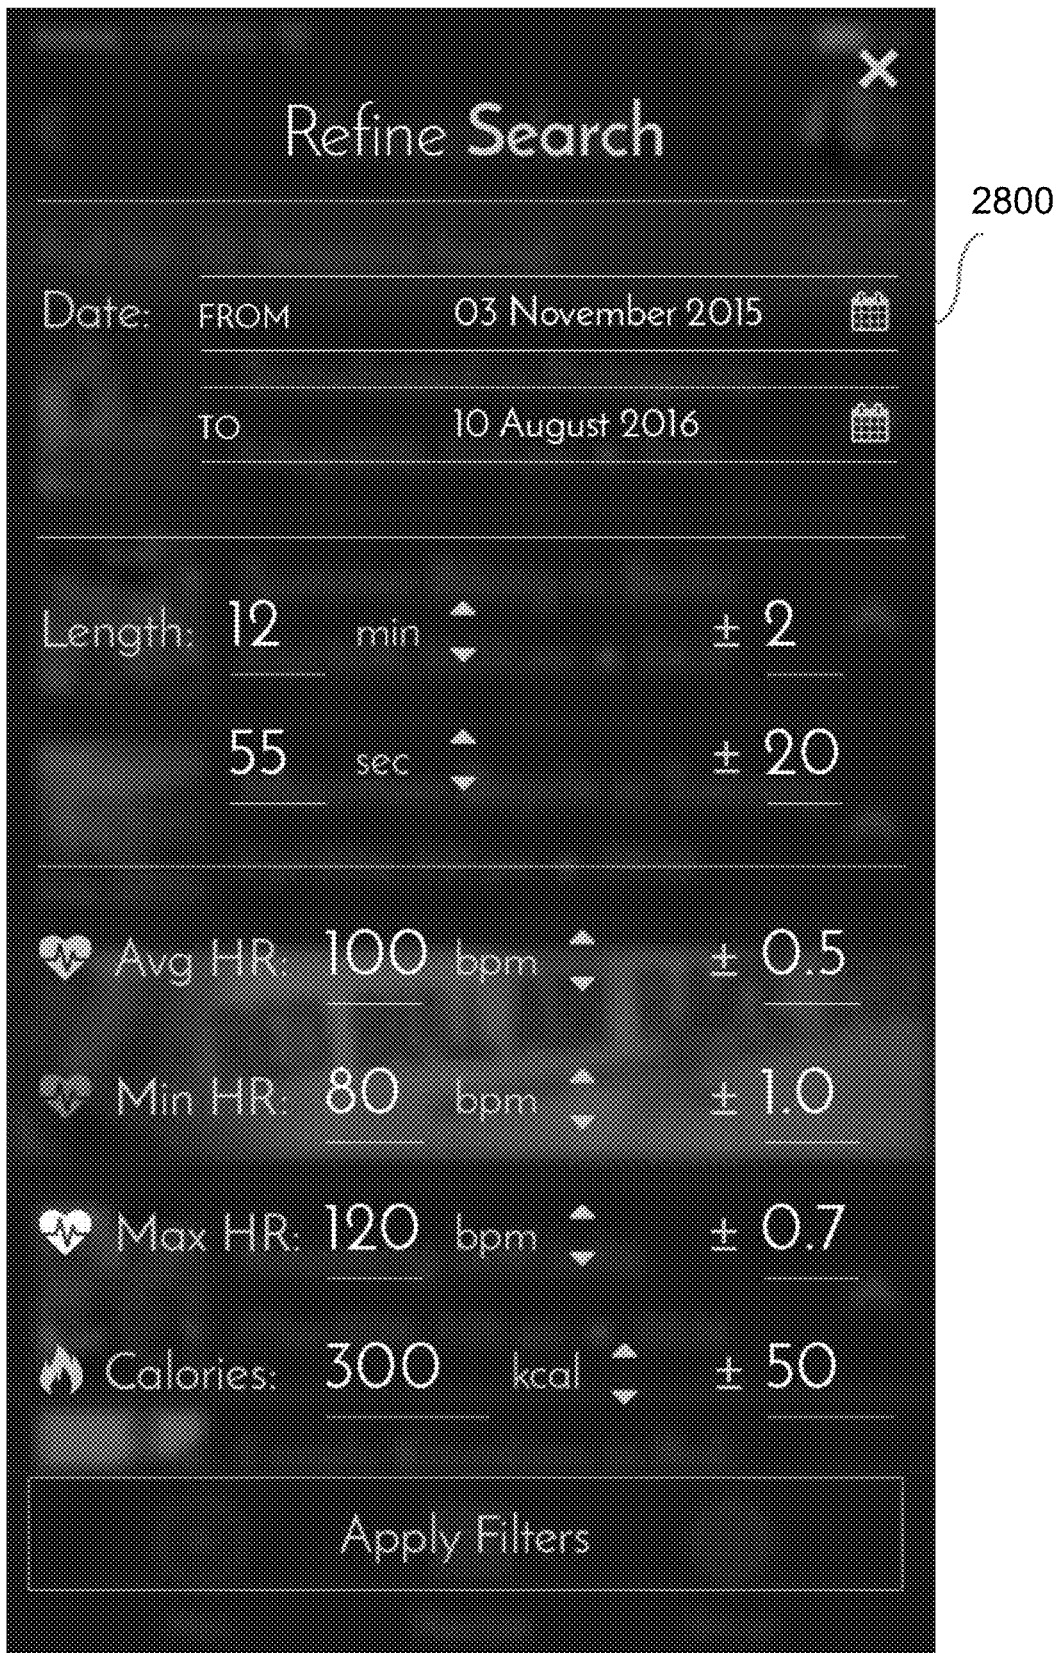 Refine Search
2800
Date: FROM 03 November 2015
TO 10 August 2016
Length: 12 min ± 2
55 sec ± 20
Avg HR: 100 bpm ± 0.5
Min HR: 80 bpm ± 1.0
Max HR: 120 bpm ± 0.7
Calories: 300 kcal ± 50
Apply Filters